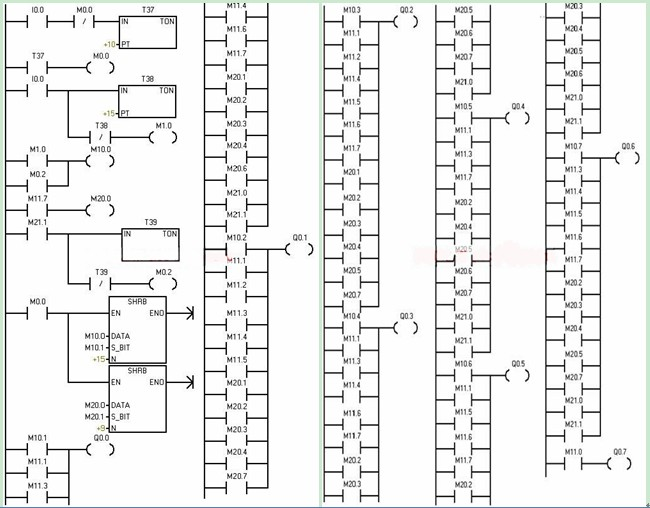 I0.0 M0.0 T37
/ IN TON
+10 PT
T37 M0.0
I0.0 T38
IN TON
+15 PT
T38 M1.0
/
M1.0 M10.0
M0.2
M11.7 M20.0
M21.1 T39
IN TON
T39 M0.2
/
M0.0 SHRB
EN ENO
M10.0 DATA
M10.1 S_BIT
+15 N
SHRB
EN ENO
M20.0 DATA
M20.1 S_BIT
+9 N
M10.1 Q0.0
M11.1
M11.3
M11.4
M11.6
M11.7
M20.1
M20.2
M20.3
M20.4
M20.6
M21.0
M21.1
M10.2 Q0.1
M11.1
M11.2
M11.3
M11.4
M11.5
M20.1
M20.2
M20.3
M20.4
M20.7
M10.3 Q0.2
M11.1
M11.2
M11.4
M11.5
M11.6
M11.7
M20.1
M20.2
M20.3
M20.4
M20.5
M20.7
M10.4 Q0.3
M11.1
M11.3
M11.4
M11.6
M11.7
M20.2
M20.3
M20.5
M20.6
M20.7
M21.0
M10.5 Q0.4
M11.1
M11.3
M11.7
M20.2
M20.4
M20.5
M20.6
M20.7
M21.0
M21.1
M10.6 Q0.5
M11.1
M11.5
M11.6
M11.7
M20.2
M20.3
M20.4
M20.5
M20.6
M21.0
M21.1
M10.7 Q0.6
M11.3
M11.4
M11.5
M11.6
M11.7
M20.2
M20.3
M20.4
M20.5
M20.7
M21.0
M21.1
M11.0 Q0.7